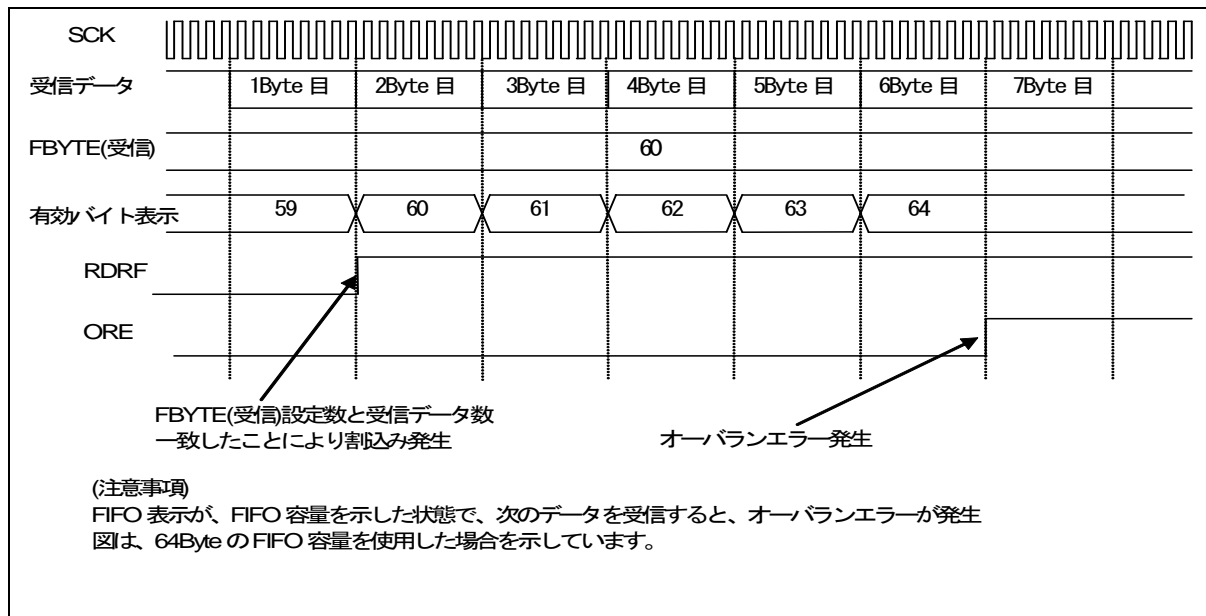 SCK
受信データ 1Byte 目 2Byte 目 3Byte 目 4Byte 目 5Byte 目 6Byte 目 7Byte 目
FBYTE(受信) 60
有効バイト表示 59 60 61 62 63 64
RDRF
ORE
FBYTE(受信)設定数と受信データ数
一致したことにより割込み発生
オーバランエラー発生
(注意事項)
FIFO 表示が、FIFO 容量を示した状態で、次のデータを受信すると、オーバランエラーが発生
図は、64Byte の FIFO 容量を使用した場合を示しています。